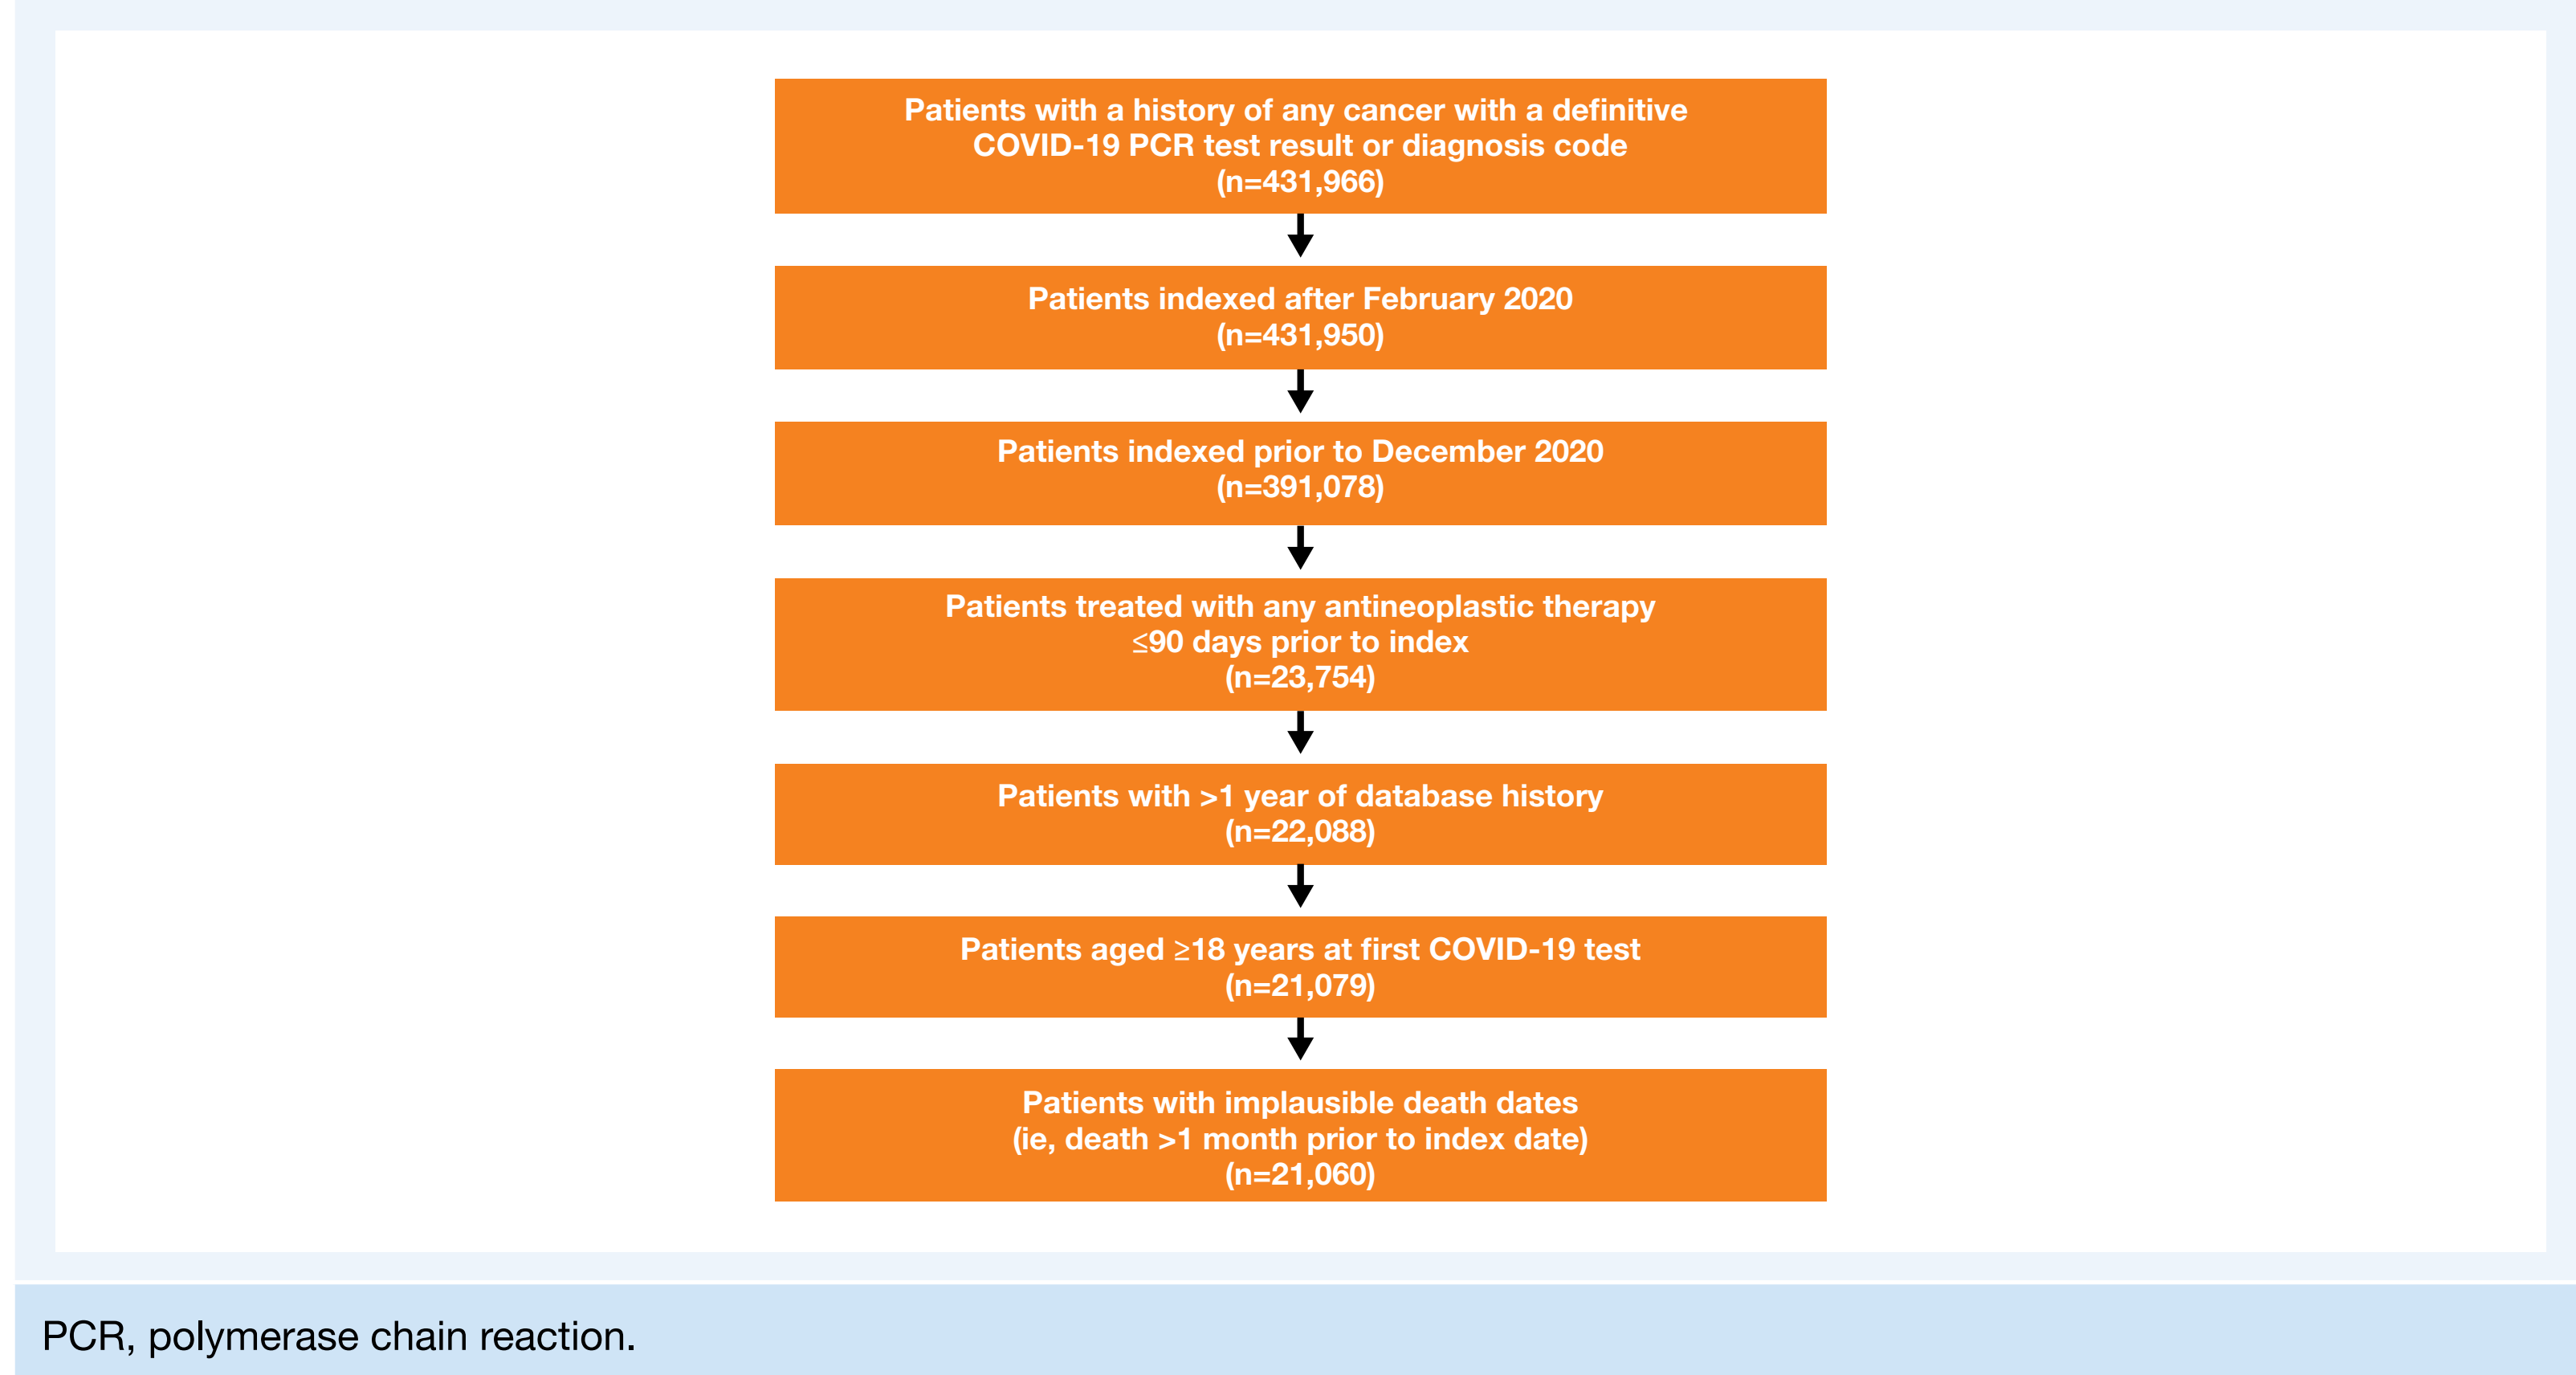 Patients with a history of any cancer with a definitive
COVID-19 PCR test result or diagnosis code
(n=431,966)
Patients indexed after February 2020
(n=431,950)
Patients indexed prior to December 2020
(n=391,078)
Patients treated with any antineoplastic therapy
≤90 days prior to index
(n=23,754)
Patients with >1 year of database history
(n=22,088)
Patients aged ≥18 years at first COVID-19 test
(n=21,079)
Patients with implausible death dates
(ie, death >1 month prior to index date)
(n=21,060)
PCR, polymerase chain reaction.